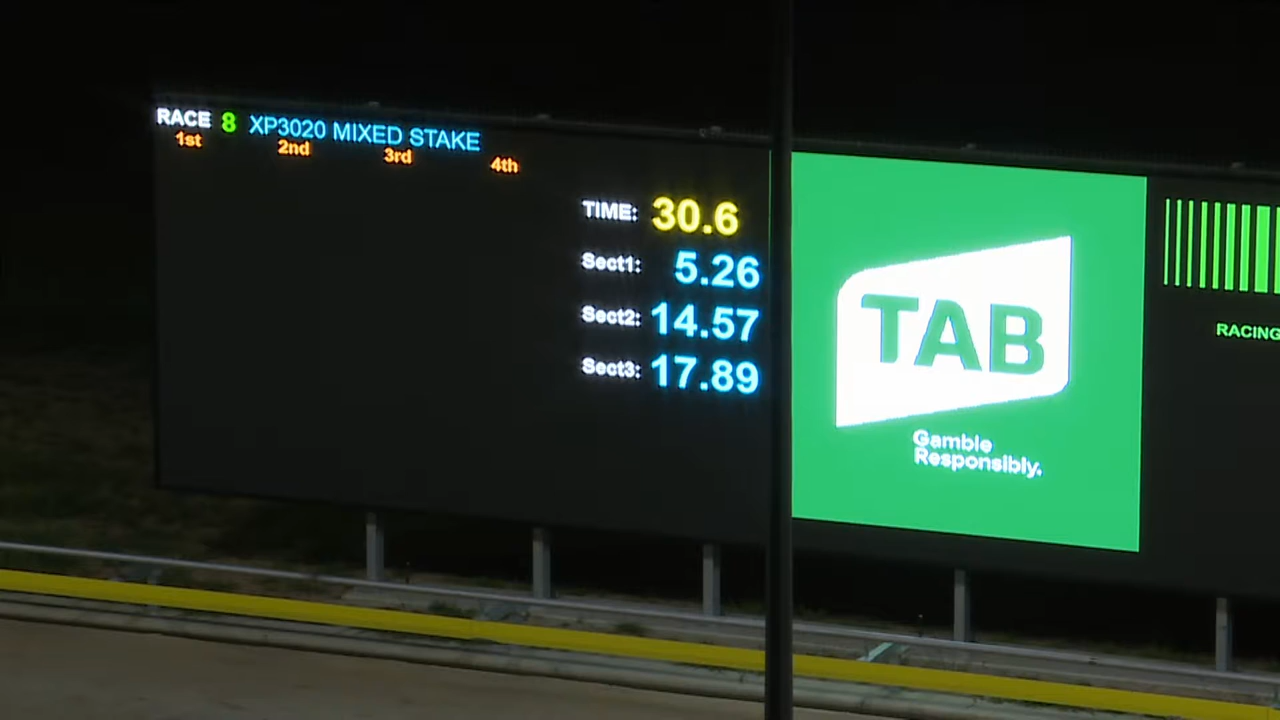 RACE 8 XP3020 MIXED STAKE
1st 2nd 3rd 4th
TIME: 30.6
Sect1: 5.26
Sect2: 14.57
Sect3: 17.89
TAB
Gamble
Responsibly.
RACING